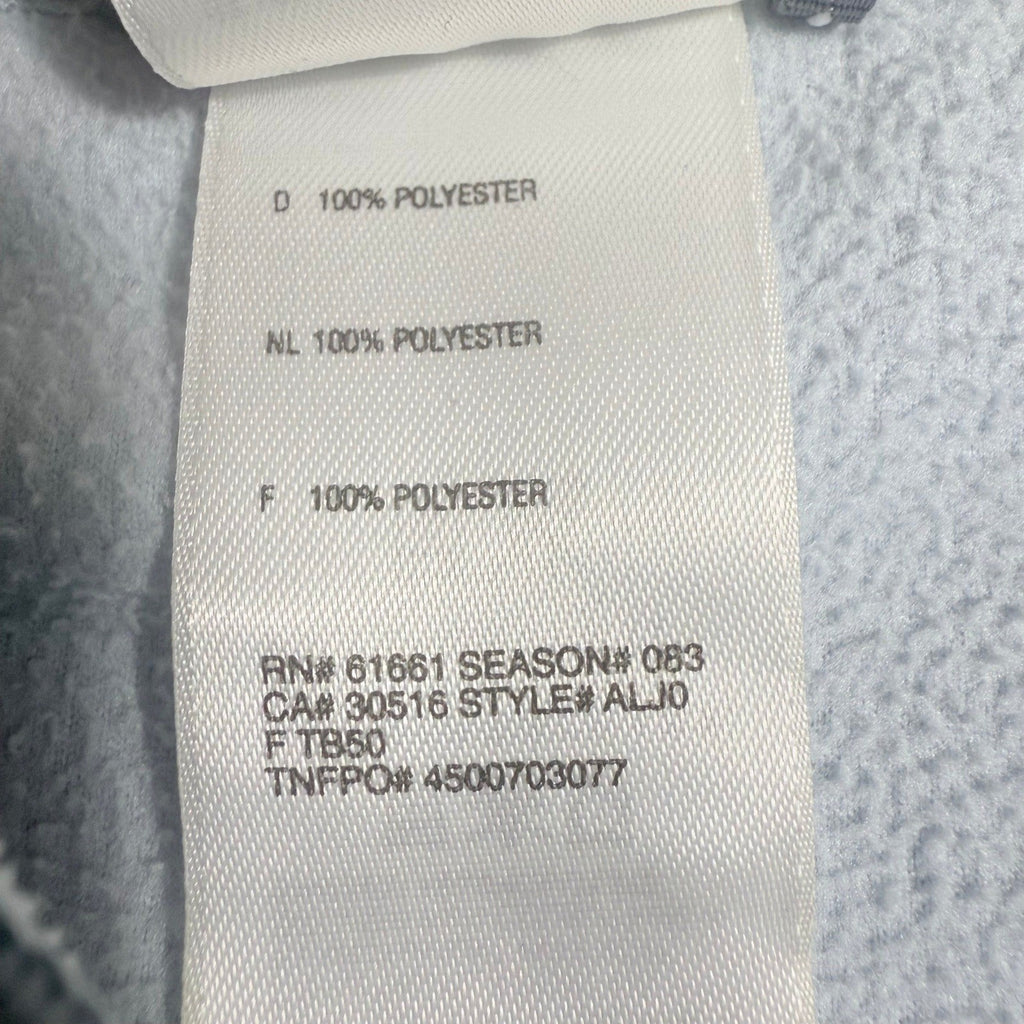 D 100% POLYESTER
NL 100% POLYESTER
F 100% POLYESTER
RN# 61661 SEASON# 083
CA# 30516 STYLE# ALJ0
F TB50
TNFPO# 4500703077